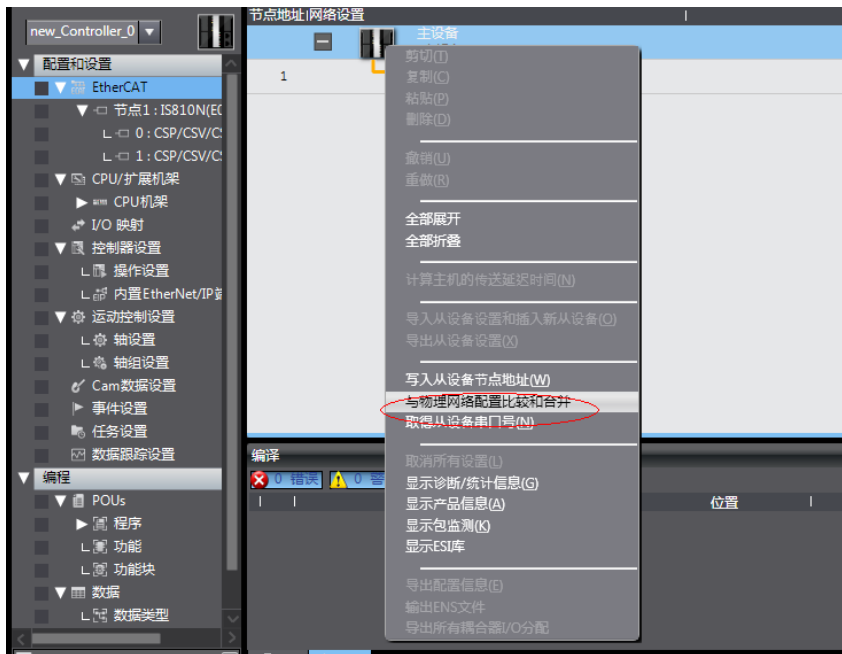 new_Controller_0
配置和设置
EtherCAT
节点1 : IS810N(E
0 : CSP/CSV/C
1 : CSP/CSV/C
CPU/扩展机架
CPU机架
I/O 映射
控制器设置
操作设置
内置EtherNet/IP
运动控制设置
轴设置
轴组设置
Cam数据设置
事件设置
任务设置
数据跟踪设置
编程
POUs
程序
功能
功能块
数据
数据类型
节点地址|网络设置
主设备
1
剪切(T)
复制(C)
粘贴(P)
删除(D)
撤销(U)
重做(R)
全部展开
全部折叠
计算主机的传送延迟时间(N)
导入从设备设置和插入新从设备(O)
导出从设备设置(X)
写入从设备节点地址(W)
与物理网络配置比较和合并
取得从设备串口号(N)
取消所有设置(L)
显示诊断/统计信息(G)
显示产品信息(A)
显示包监测(K)
显示ESI库
导出配置信息(E)
输出ENS文件
导出所有耦合器I/O分配
编译
0 错误
0 警
位置